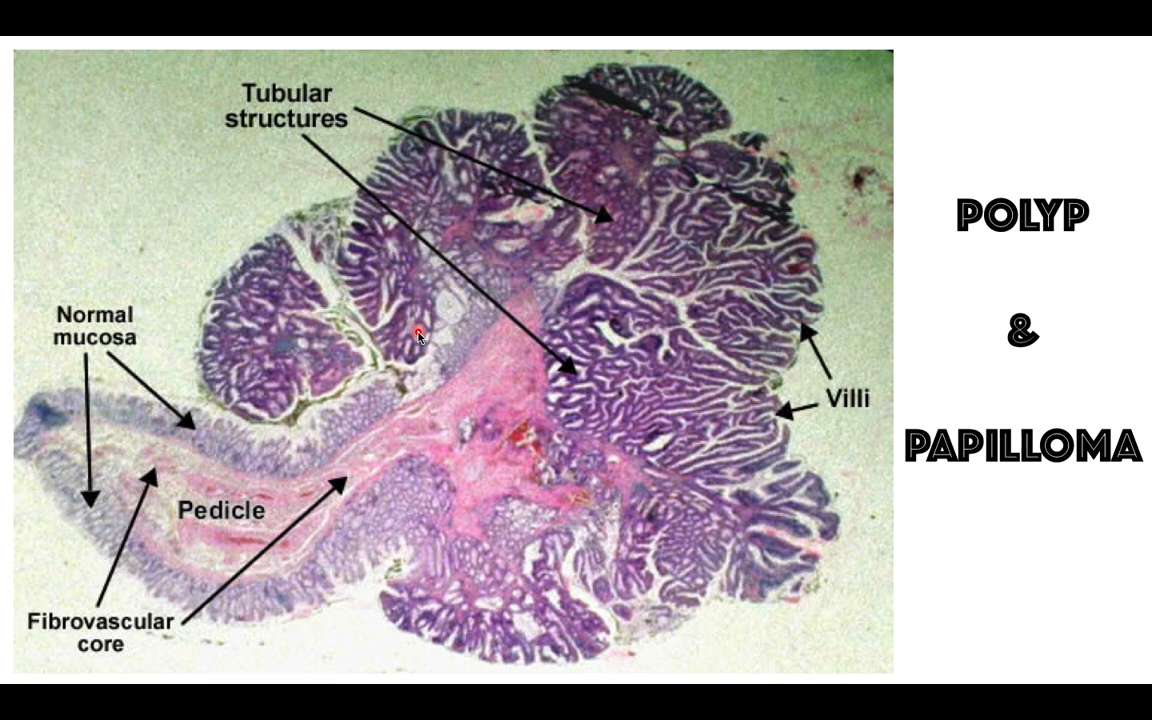 Tubular
structures
Normal
mucosa
Villi
Pedicle
Fibrovascular
core
POLYP
&
PAPILLOMA